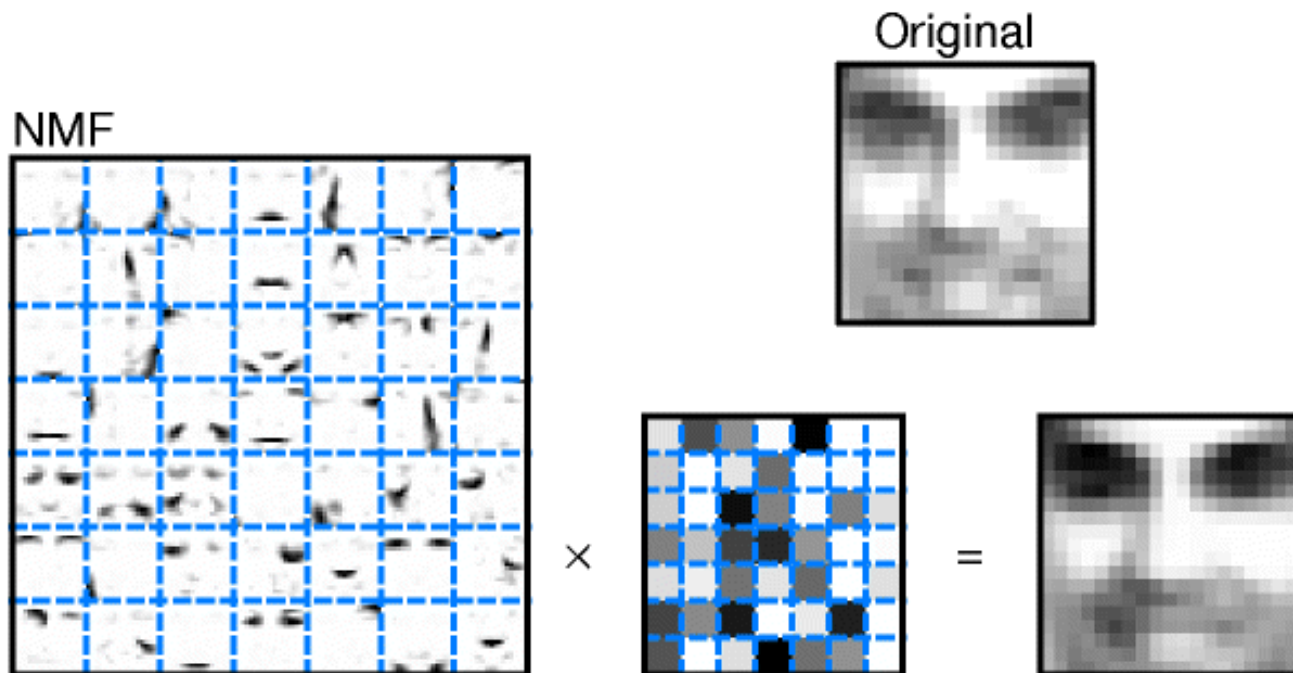 Original
NMF
× =